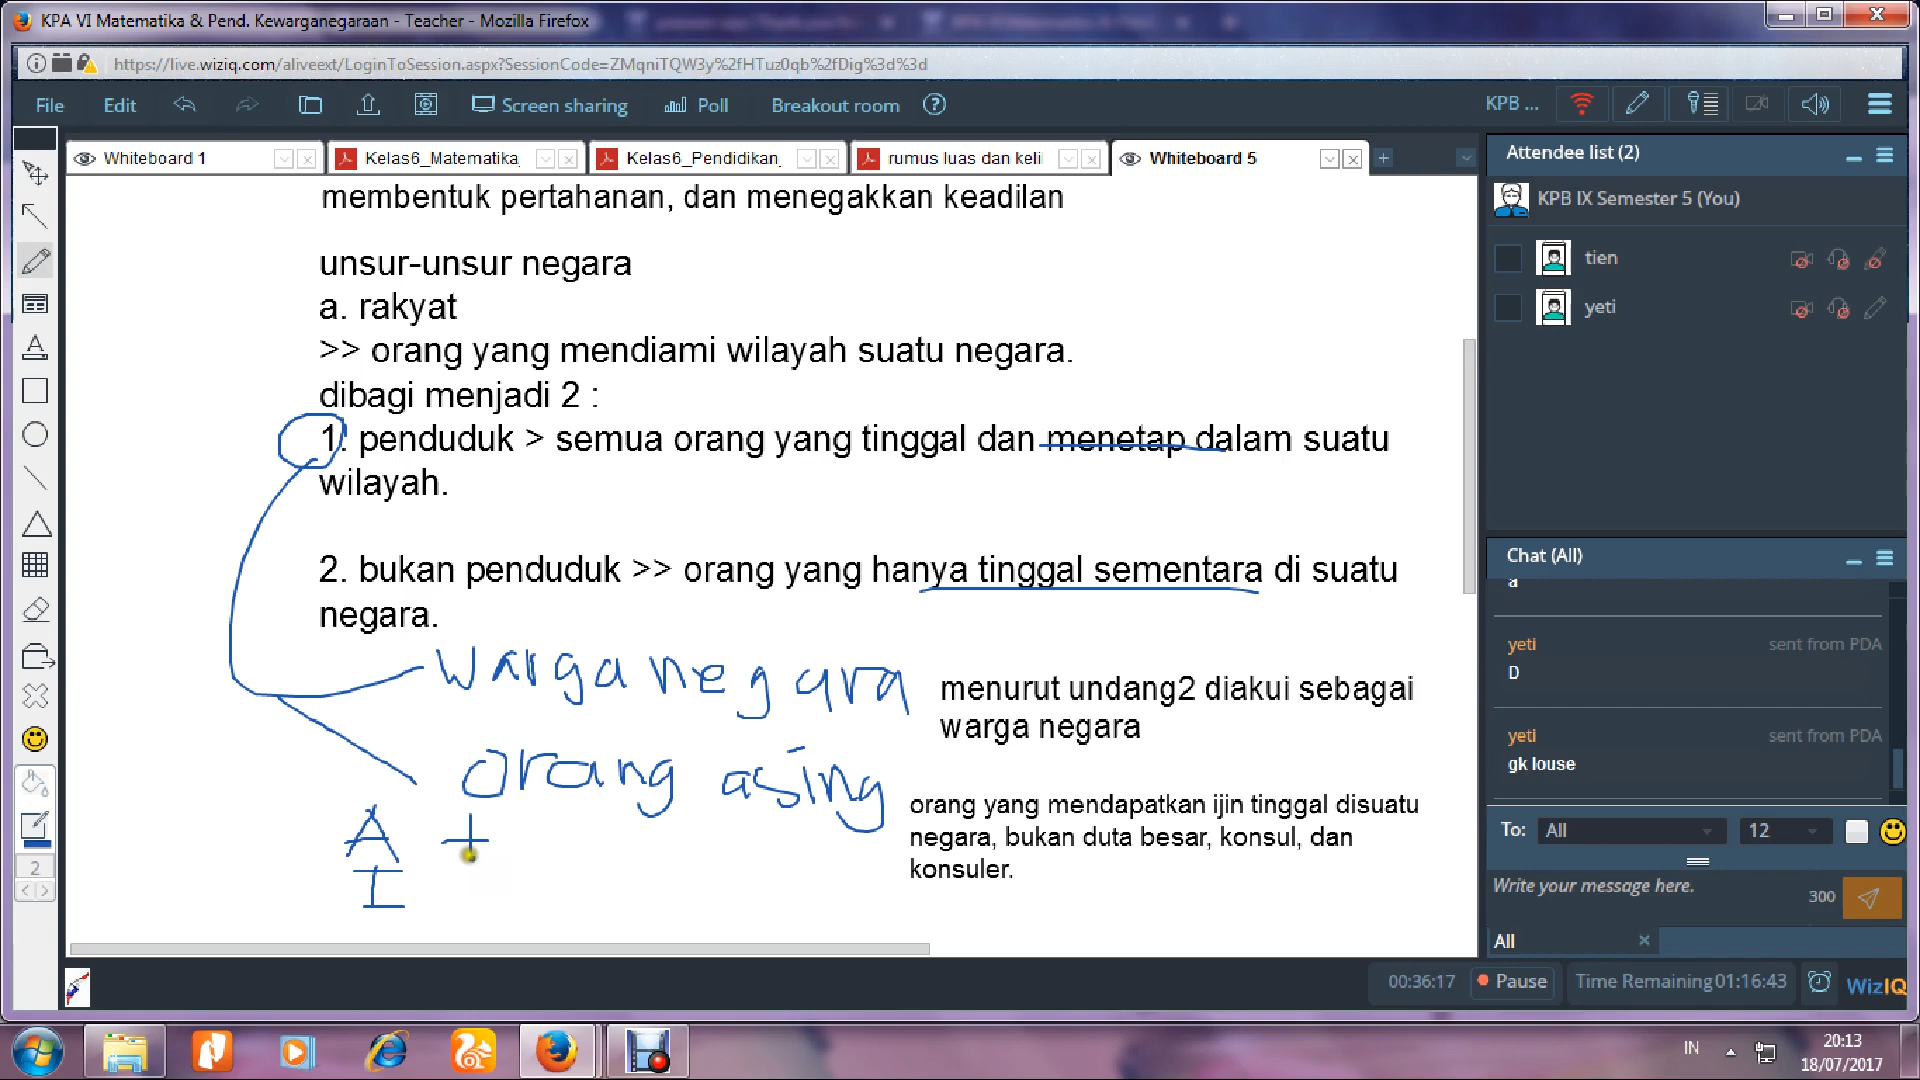 KPA VI Matematika & Pend. Kewarganegaraan - Teacher - Mozilla Firefox
https://live.wiziq.com/aliveext/LoginToSession.aspx?SessionCode=ZMqniTQW3y%2fHTuz0qb%2fDig%3d%3d
File Edit Screen sharing Poll Breakout room ? KPB ...
Whiteboard 1 Kelas6_Matematika_ Kelas6_Pendidikan_ rumus luas dan keli Whiteboard 5 +
membentuk pertahanan, dan menegakkan keadilan
unsur-unsur negara
a. rakyat
>> orang yang mendiami wilayah suatu negara.
dibagi menjadi 2 :
1. penduduk > semua orang yang tinggal dan menetap dalam suatu
wilayah.
2. bukan penduduk >> orang yang hanya tinggal sementara di suatu
negara.
warga negara
menurut undang2 diakui sebagai
warga negara
orang asing
orang yang mendapatkan ijin tinggal disuatu
negara, bukan duta besar, konsul, dan
konsuler.
A +
I
2
Attendee list (2)
KPB IX Semester 5 (You)
tien
yeti
Chat (All)
a
yeti sent from PDA
D
yeti sent from PDA
gk louse
To: All 12
Write your message here. 300
All
00:36:17 Pause Time Remaining 01:16:43 WizIQ
IN 20:13
18/07/2017